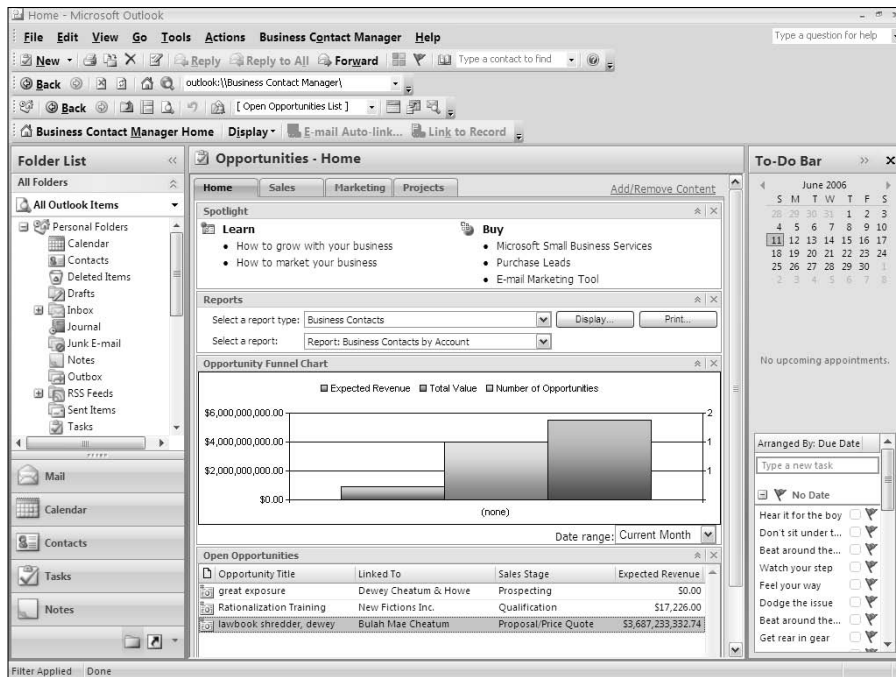 Home - Microsoft Outlook
File Edit View Go Tools Actions Business Contact Manager Help Type a question for help
New Reply Reply to All Forward Type a contact to find
Back outlook:\\Business Contact Manager\
Back [ Open Opportunities List ]
Business Contact Manager Home Display E-mail Auto-link... Link to Record
Folder List
All Folders
All Outlook Items
Personal Folders
Calendar
Contacts
Deleted Items
Drafts
Inbox
Journal
Junk E-mail
Notes
Outbox
RSS Feeds
Sent Items
Tasks
Mail
Calendar
Contacts
Tasks
Notes
Opportunities - Home
Home Sales Marketing Projects Add/Remove Content
Spotlight
Learn
How to grow with your business
How to market your business
Buy
Microsoft Small Business Services
Purchase Leads
E-mail Marketing Tool
Reports
Select a report type: Business Contacts Display... Print...
Select a report: Report: Business Contacts by Account
Opportunity Funnel Chart
Expected Revenue Total Value Number of Opportunities
$6,000,000,000.00 2
$4,000,000,000.00 1
$2,000,000,000.00 1
$0.00
(none)
Date range: Current Month
Open Opportunities
Opportunity Title Linked To Sales Stage Expected Revenue
great exposure Dewey Cheatum & Howe Prospecting $0.00
Rationalization Training New Fictions Inc. Qualification $17,226.00
lawbook shredder, dewey Bulah Mae Cheatum Proposal/Price Quote $3,687,233,332.74
To-Do Bar
June 2006
S M T W T F S
28 29 30 31 1 2 3
4 5 6 7 8 9 10
11 12 13 14 15 16 17
18 19 20 21 22 23 24
25 26 27 28 29 30 1
2 3 4 5 6 7 8
No upcoming appointments.
Arranged By: Due Date
Type a new task
No Date
Hear it for the boy
Don't sit under t...
Beat around the...
Watch your step
Feel your way
Dodge the issue
Beat around the...
Get rear in gear
Filter Applied Done